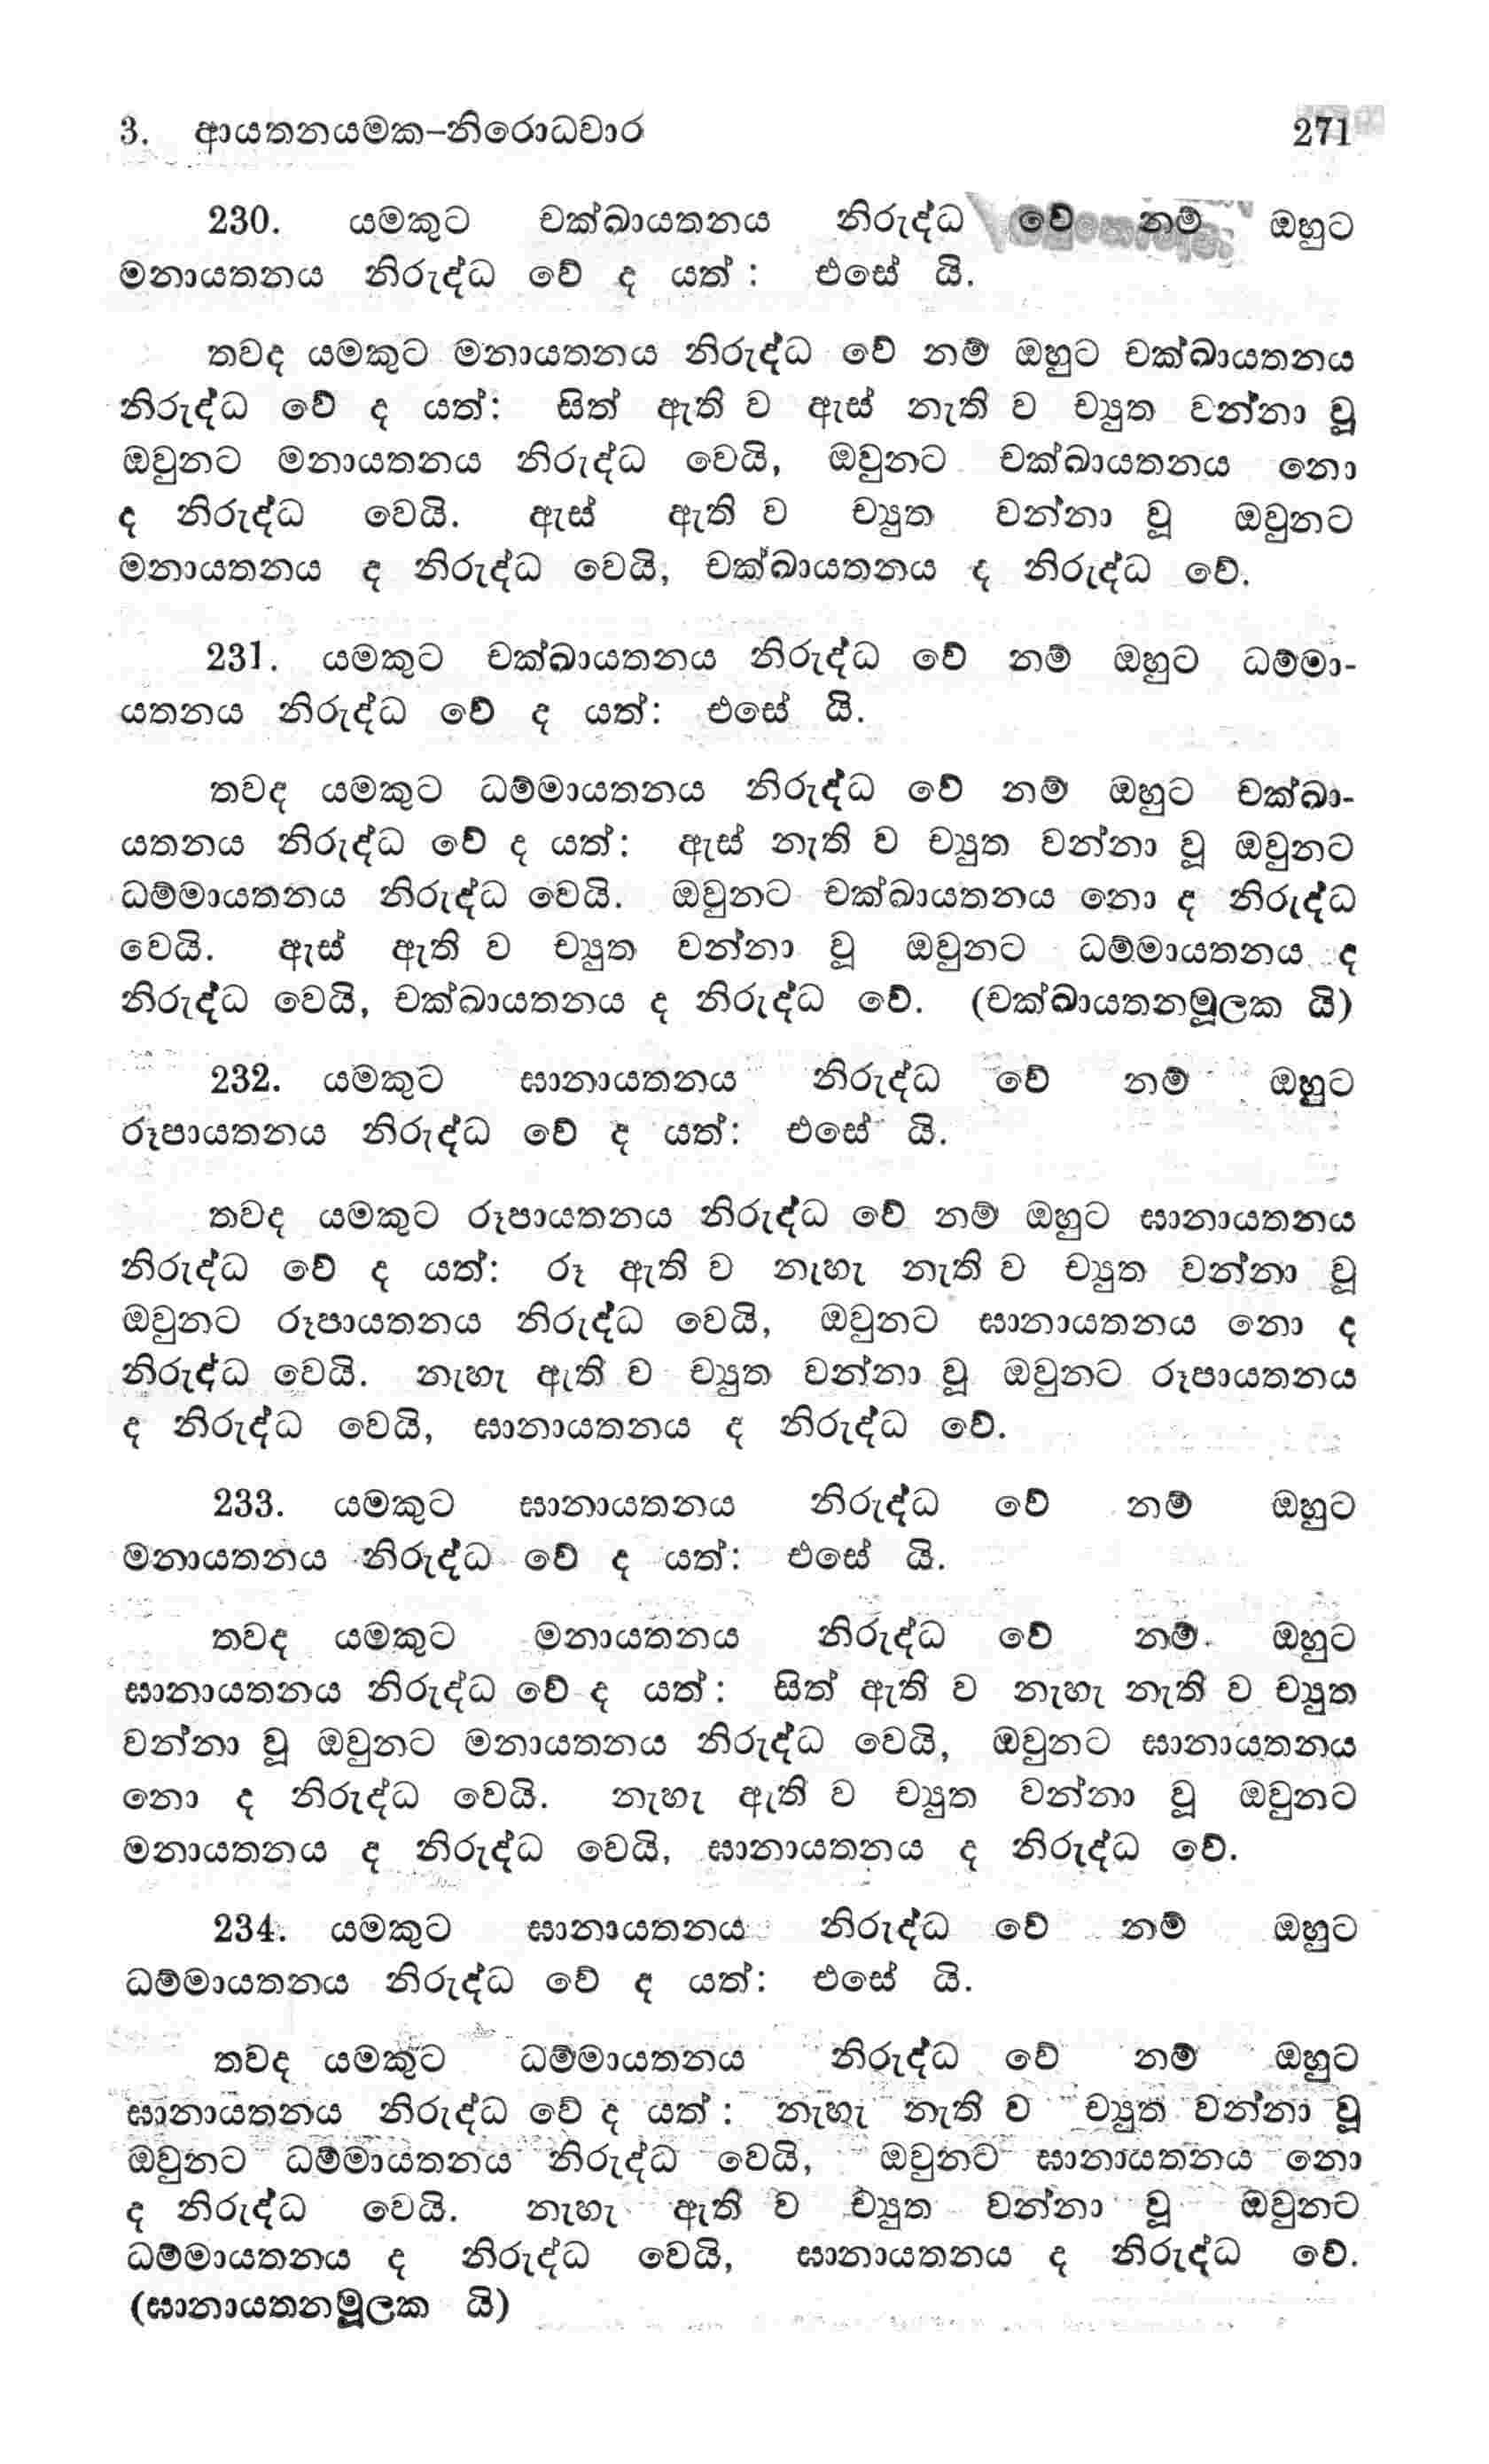 3. ආයතනයමක–නිරොධවාර 271
230. යමකුට චක්ඛායතනය නිරුද්ධ වේ නම් ඔහුට
මනායතනය නිරුද්ධ වේ ද යත් : එසේ යි.
තවද යමකුට මනායතනය නිරුද්ධ වේ නම් ඔහුට චක්ඛායතනය
නිරුද්ධ වේ ද යත්: සිත් ඇති ව ඇස් නැති ව ච්‍යුත වන්නා වූ
ඔවුනට මනායතනය නිරුද්ධ වෙයි, ඔවුනට චක්ඛායතනය නො
ද නිරුද්ධ වෙයි. ඇස් ඇති ව ච්‍යුත වන්නා වූ ඔවුනට
මනායතනය ද නිරුද්ධ වෙයි, චක්ඛායතනය ද නිරුද්ධ වේ.
231. යමකුට චක්ඛායතනය නිරුද්ධ වේ නම් ඔහුට ධම්මා-
යතනය නිරුද්ධ වේ ද යත්: එසේ යි.
තවද යමකුට ධම්මායතනය නිරුද්ධ වේ නම් ඔහුට චක්ඛා-
යතනය නිරුද්ධ වේ ද යත්: ඇස් නැති ව ච්‍යුත වන්නා වූ ඔවුනට
ධම්මායතනය නිරුද්ධ වෙයි. ඔවුනට චක්ඛායතනය නො ද නිරුද්ධ
වෙයි. ඇස් ඇති ව ච්‍යුත වන්නා වූ ඔවුනට ධම්මායතනය ද
නිරුද්ධ වෙයි, චක්ඛායතනය ද නිරුද්ධ වේ. (චක්ඛායතනමූලක යි)
232. යමකුට ඝානායතනය නිරුද්ධ වේ නම් ඔහුට
රූපායතනය නිරුද්ධ වේ ද යත්: එසේ යි.
තවද යමකුට රූපායතනය නිරුද්ධ වේ නම් ඔහුට ඝානායතනය
නිරුද්ධ වේ ද යත්: රූ ඇති ව නැහැ නැති ව ච්‍යුත වන්නා වූ
ඔවුනට රූපායතනය නිරුද්ධ වෙයි, ඔවුනට ඝානායතනය නො ද
නිරුද්ධ වෙයි. නැහැ ඇති ව ච්‍යුත වන්නා වූ ඔවුනට රූපායතනය
ද නිරුද්ධ වෙයි, ඝානායතනය ද නිරුද්ධ වේ.
233. යමකුට ඝානායතනය නිරුද්ධ වේ නම් ඔහුට
මනායතනය නිරුද්ධ වේ ද යත්: එසේ යි.
තවද යමකුට මනායතනය නිරුද්ධ වේ නම් ඔහුට
ඝානායතනය නිරුද්ධ වේ ද යත්: සිත් ඇති ව නැහැ නැති ව ච්‍යුත
වන්නා වූ ඔවුනට මනායතනය නිරුද්ධ වෙයි, ඔවුනට ඝානායතනය
නො ද නිරුද්ධ වෙයි. නැහැ ඇති ව ච්‍යුත වන්නා වූ ඔවුනට
මනායතනය ද නිරුද්ධ වෙයි, ඝානායතනය ද නිරුද්ධ වේ.
234. යමකුට ඝානායතනය නිරුද්ධ වේ නම් ඔහුට
ධම්මායතනය නිරුද්ධ වේ ද යත්: එසේ යි.
තවද යමකුට ධම්මායතනය නිරුද්ධ වේ නම් ඔහුට
ඝානායතනය නිරුද්ධ වේ ද යත් : නැහැ නැති ව ච්‍යුත වන්නා වූ
ඔවුනට ධම්මායතනය නිරුද්ධ වෙයි, ඔවුනට ඝානායතනය නො
ද නිරුද්ධ වෙයි. නැහැ ඇති ව ච්‍යුත වන්නා වූ ඔවුනට
ධම්මායතනය ද නිරුද්ධ වෙයි, ඝානායතනය ද නිරුද්ධ වේ.
(ඝානායතනමූලක යි)